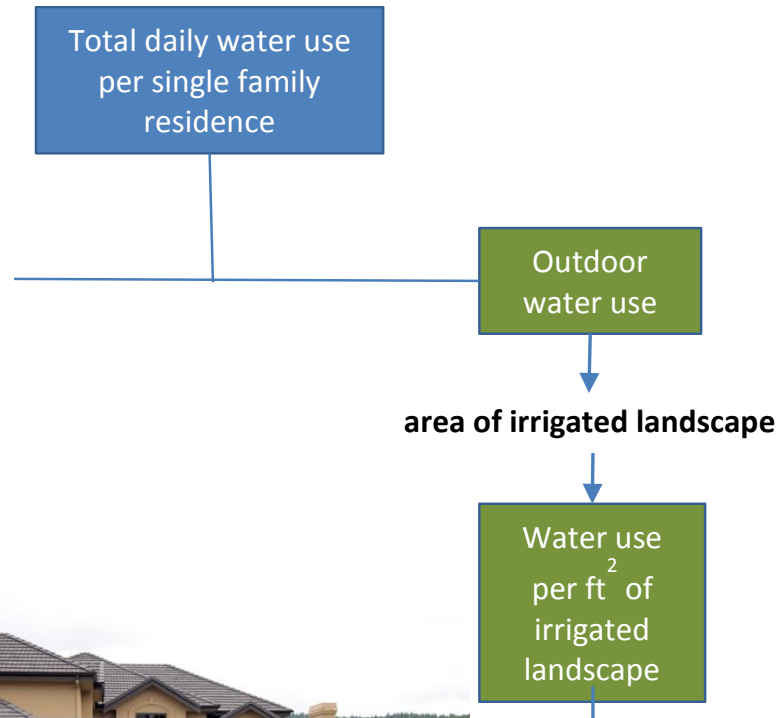 Total daily water use
per single family
residence
Outdoor
water use
area of irrigated landscape
Water use
per ft² of
irrigated
landscape